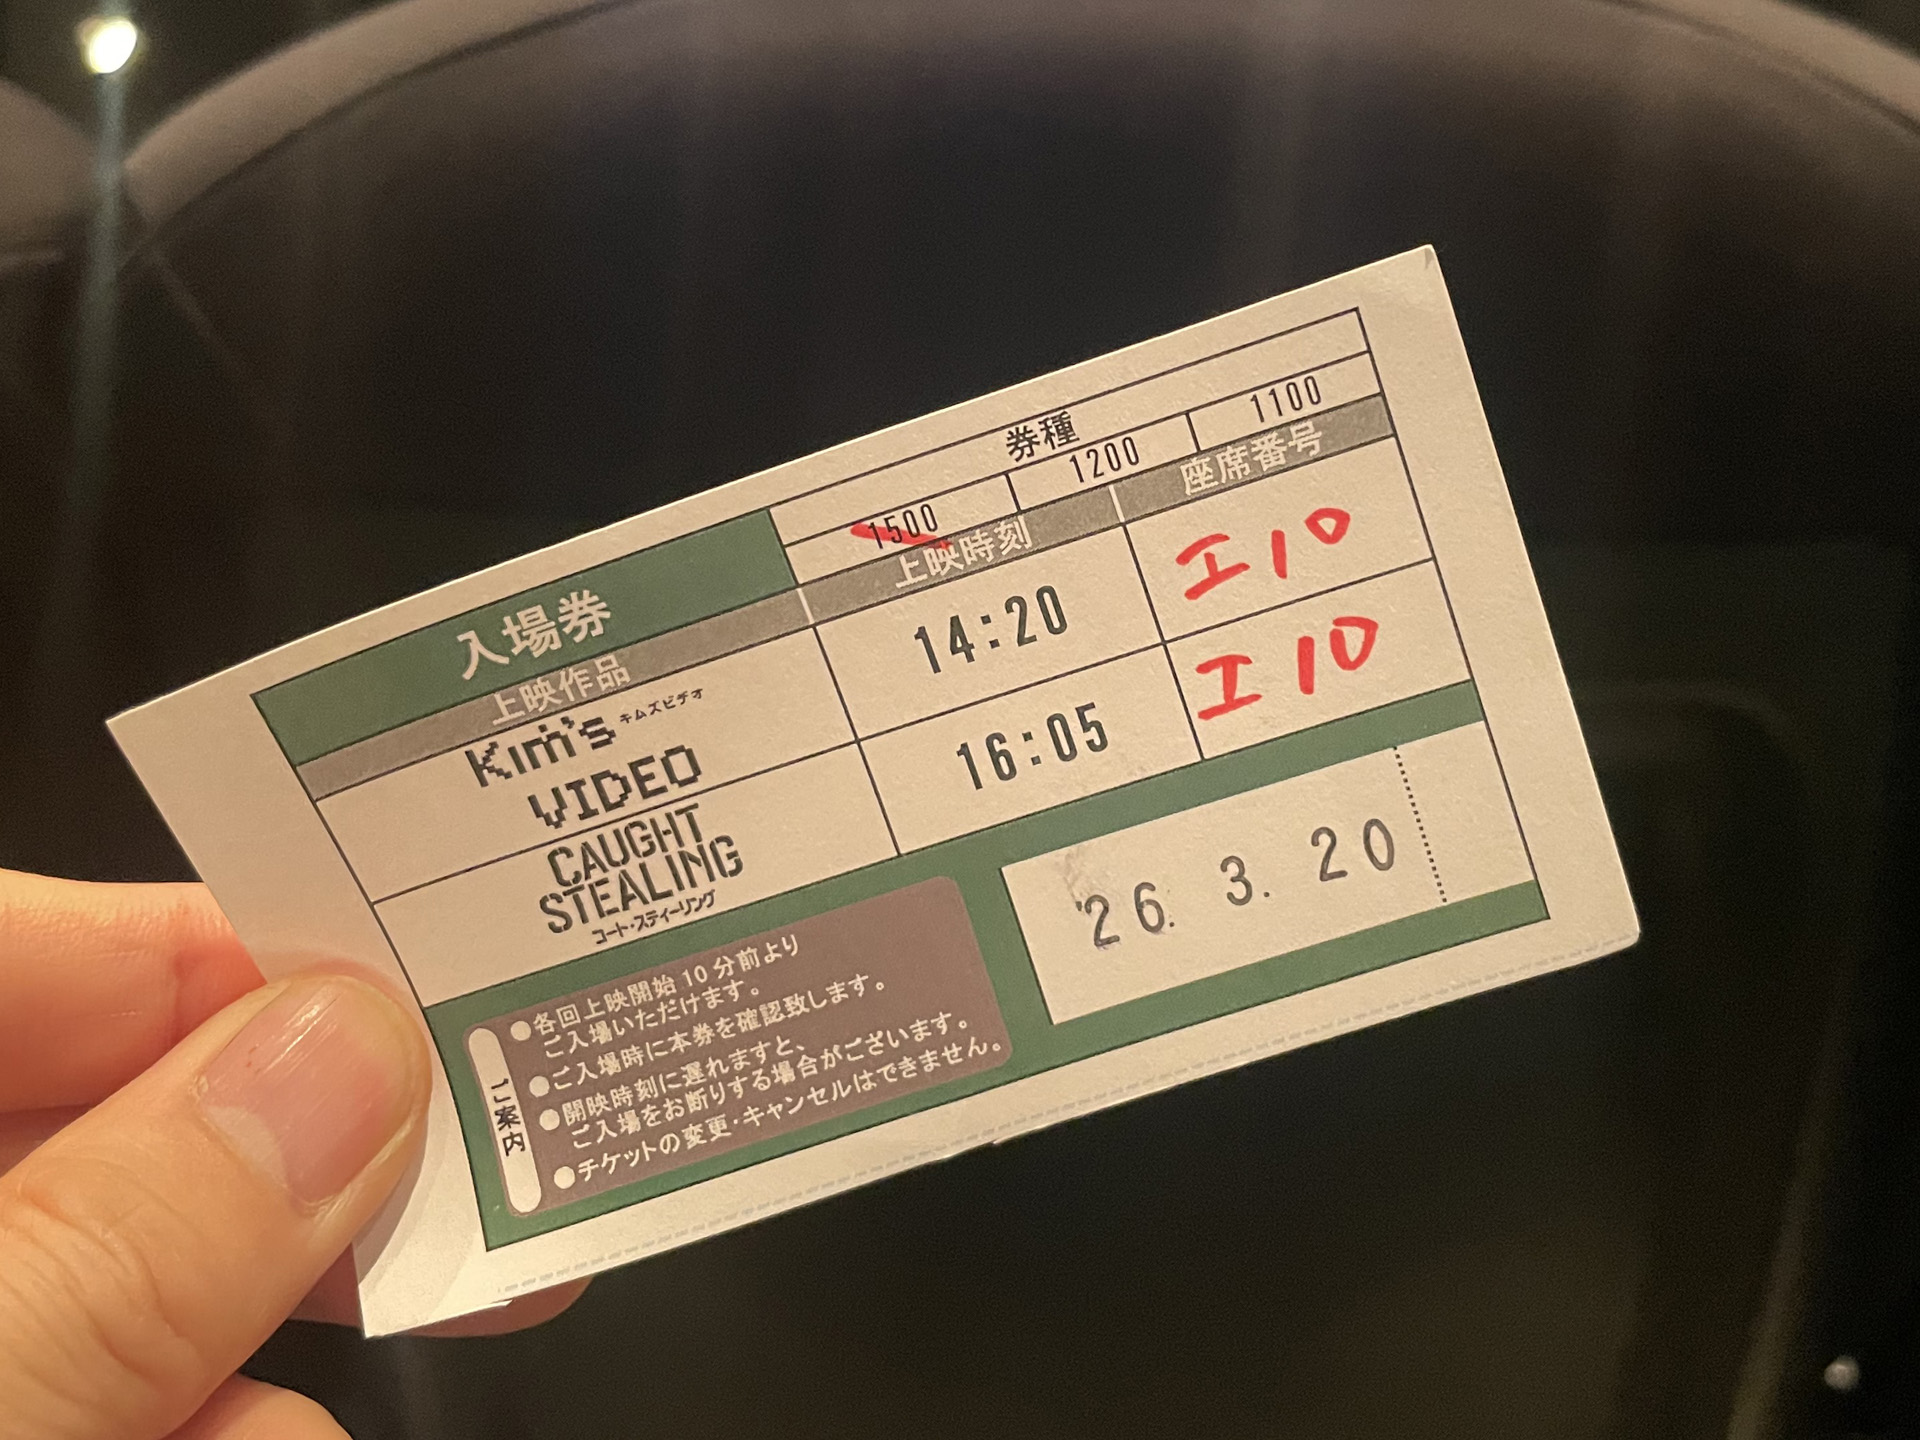 券種
1500 1200 1100
入場券
上映作品 上映時刻 座席番号
Kim's キムズビデオ
VIDEO
14:20 I10
CAUGHT
STEALING
コート・スティーリング
16:05 I10
ご案内
●各回上映開始10分前より
ご入場いただけます。
●ご入場時に本券を確認致します。
●開映時刻に遅れますと、
ご入場をお断りする場合がございます。
●チケットの変更・キャンセルはできません。
'26. 3. 20